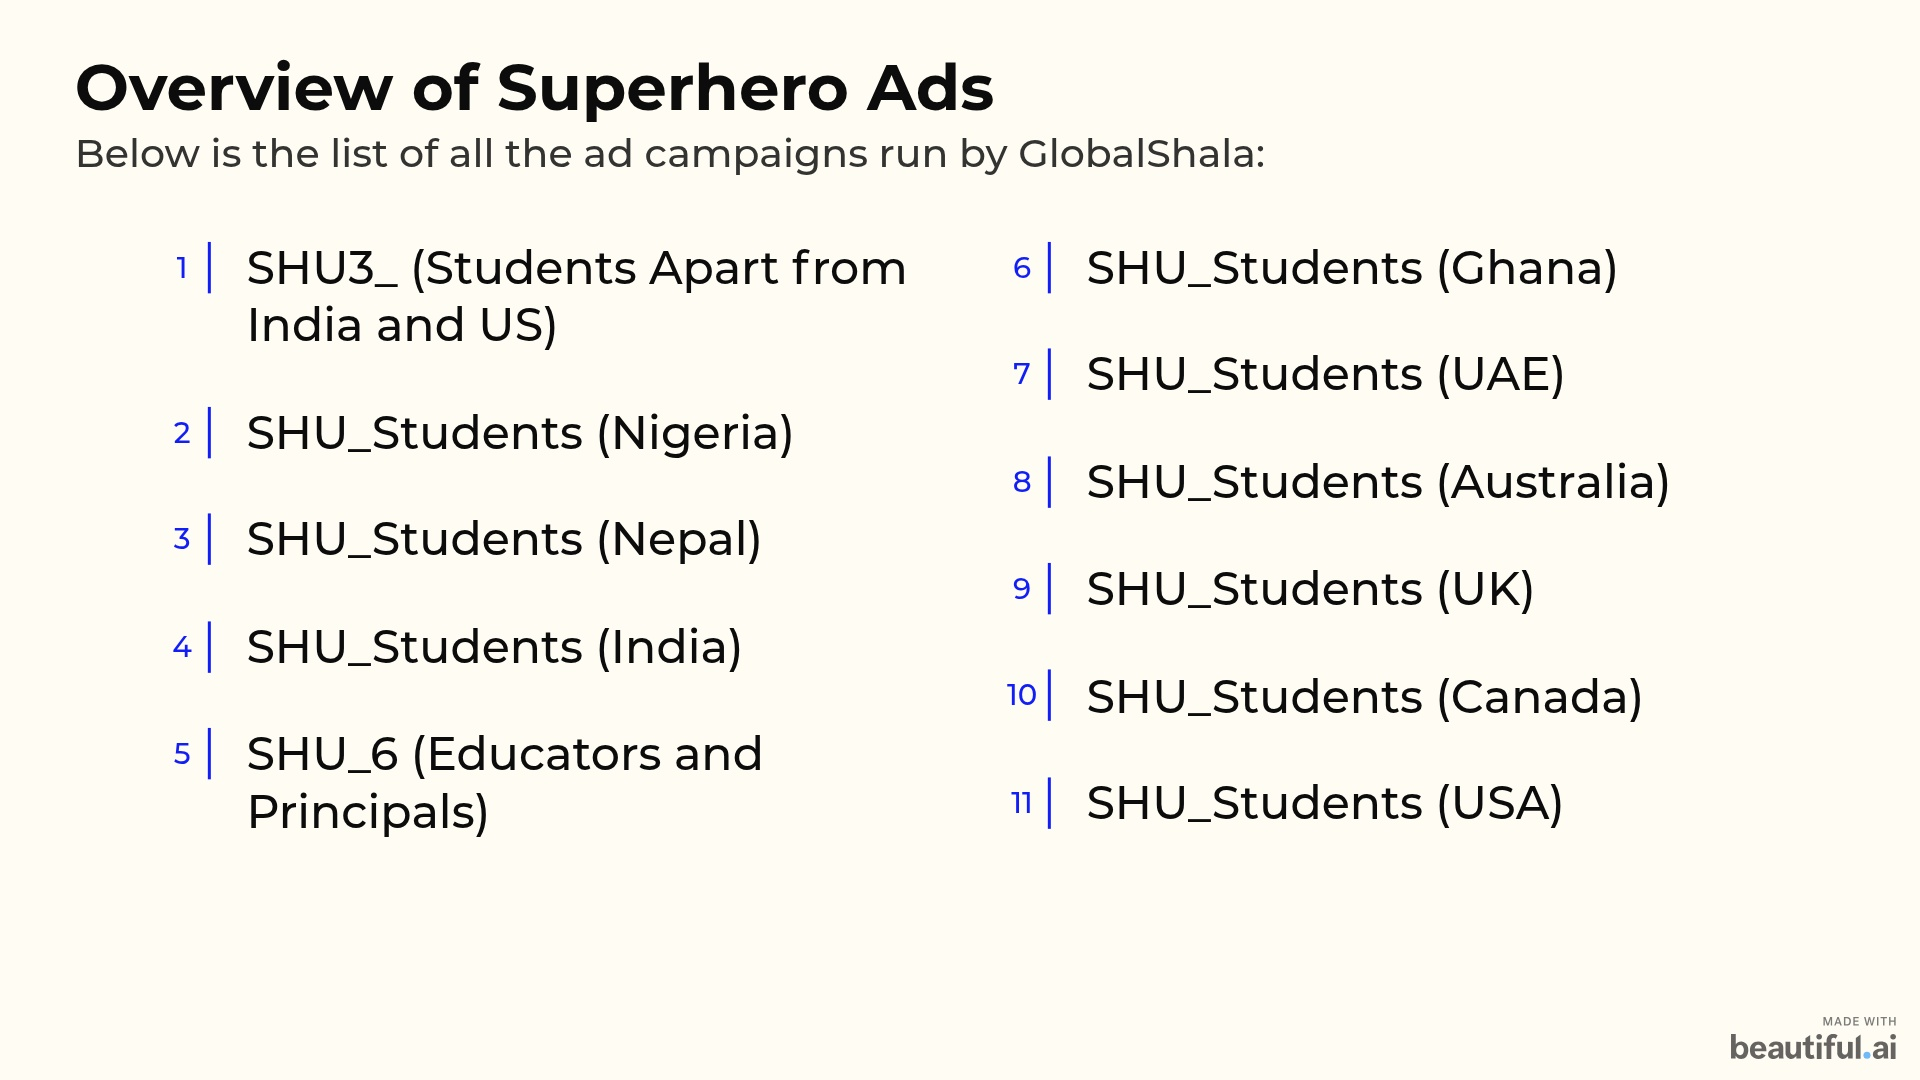 Overview of Superhero Ads
Below is the list of all the ad campaigns run by GlobalShala:
1 SHU3_ (Students Apart from
India and US)
2 SHU_Students (Nigeria)
3 SHU_Students (Nepal)
4 SHU_Students (India)
5 SHU_6 (Educators and
Principals)
6 SHU_Students (Ghana)
7 SHU_Students (UAE)
8 SHU_Students (Australia)
9 SHU_Students (UK)
10 SHU_Students (Canada)
11 SHU_Students (USA)
MADE WITH
beautiful.ai